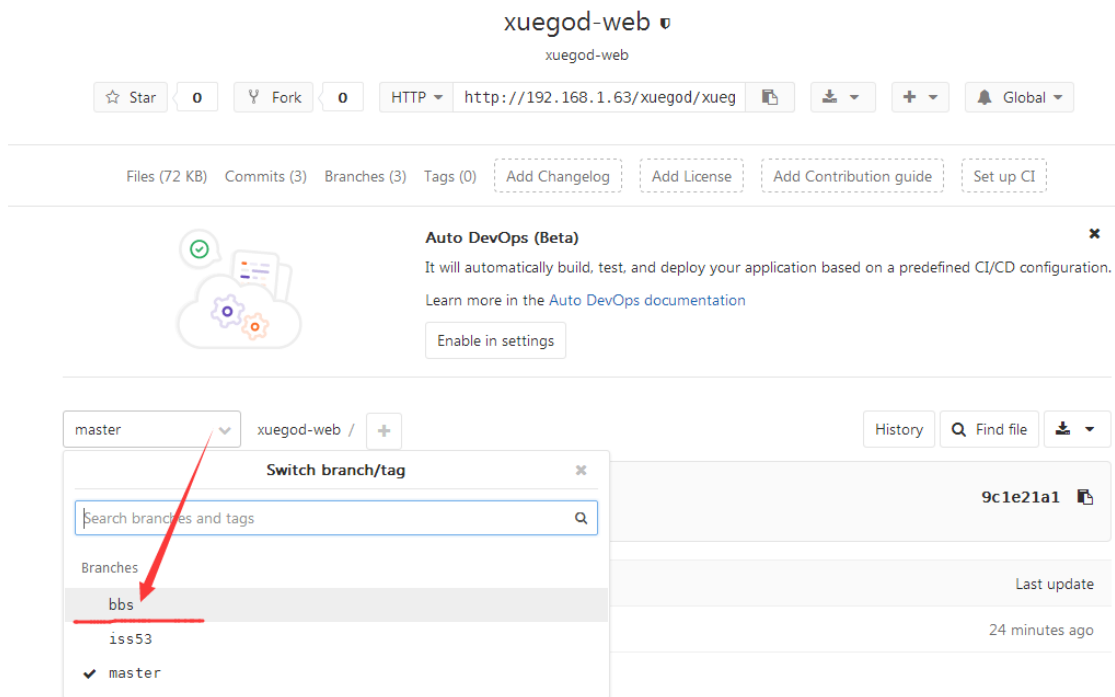 xuegod-web
xuegod-web
Star 0 Fork 0 HTTP http://192.168.1.63/xuegod/xueg Global
Files (72 KB) Commits (3) Branches (3) Tags (0) Add Changelog Add License Add Contribution guide Set up CI
Auto DevOps (Beta)
It will automatically build, test, and deploy your application based on a predefined CI/CD configuration.
Learn more in the Auto DevOps documentation
Enable in settings
master xuegod-web / + History Find file
Switch branch/tag
9c1e21a1
Search branches and tags
Branches
Last update
bbs
24 minutes ago
iss53
master